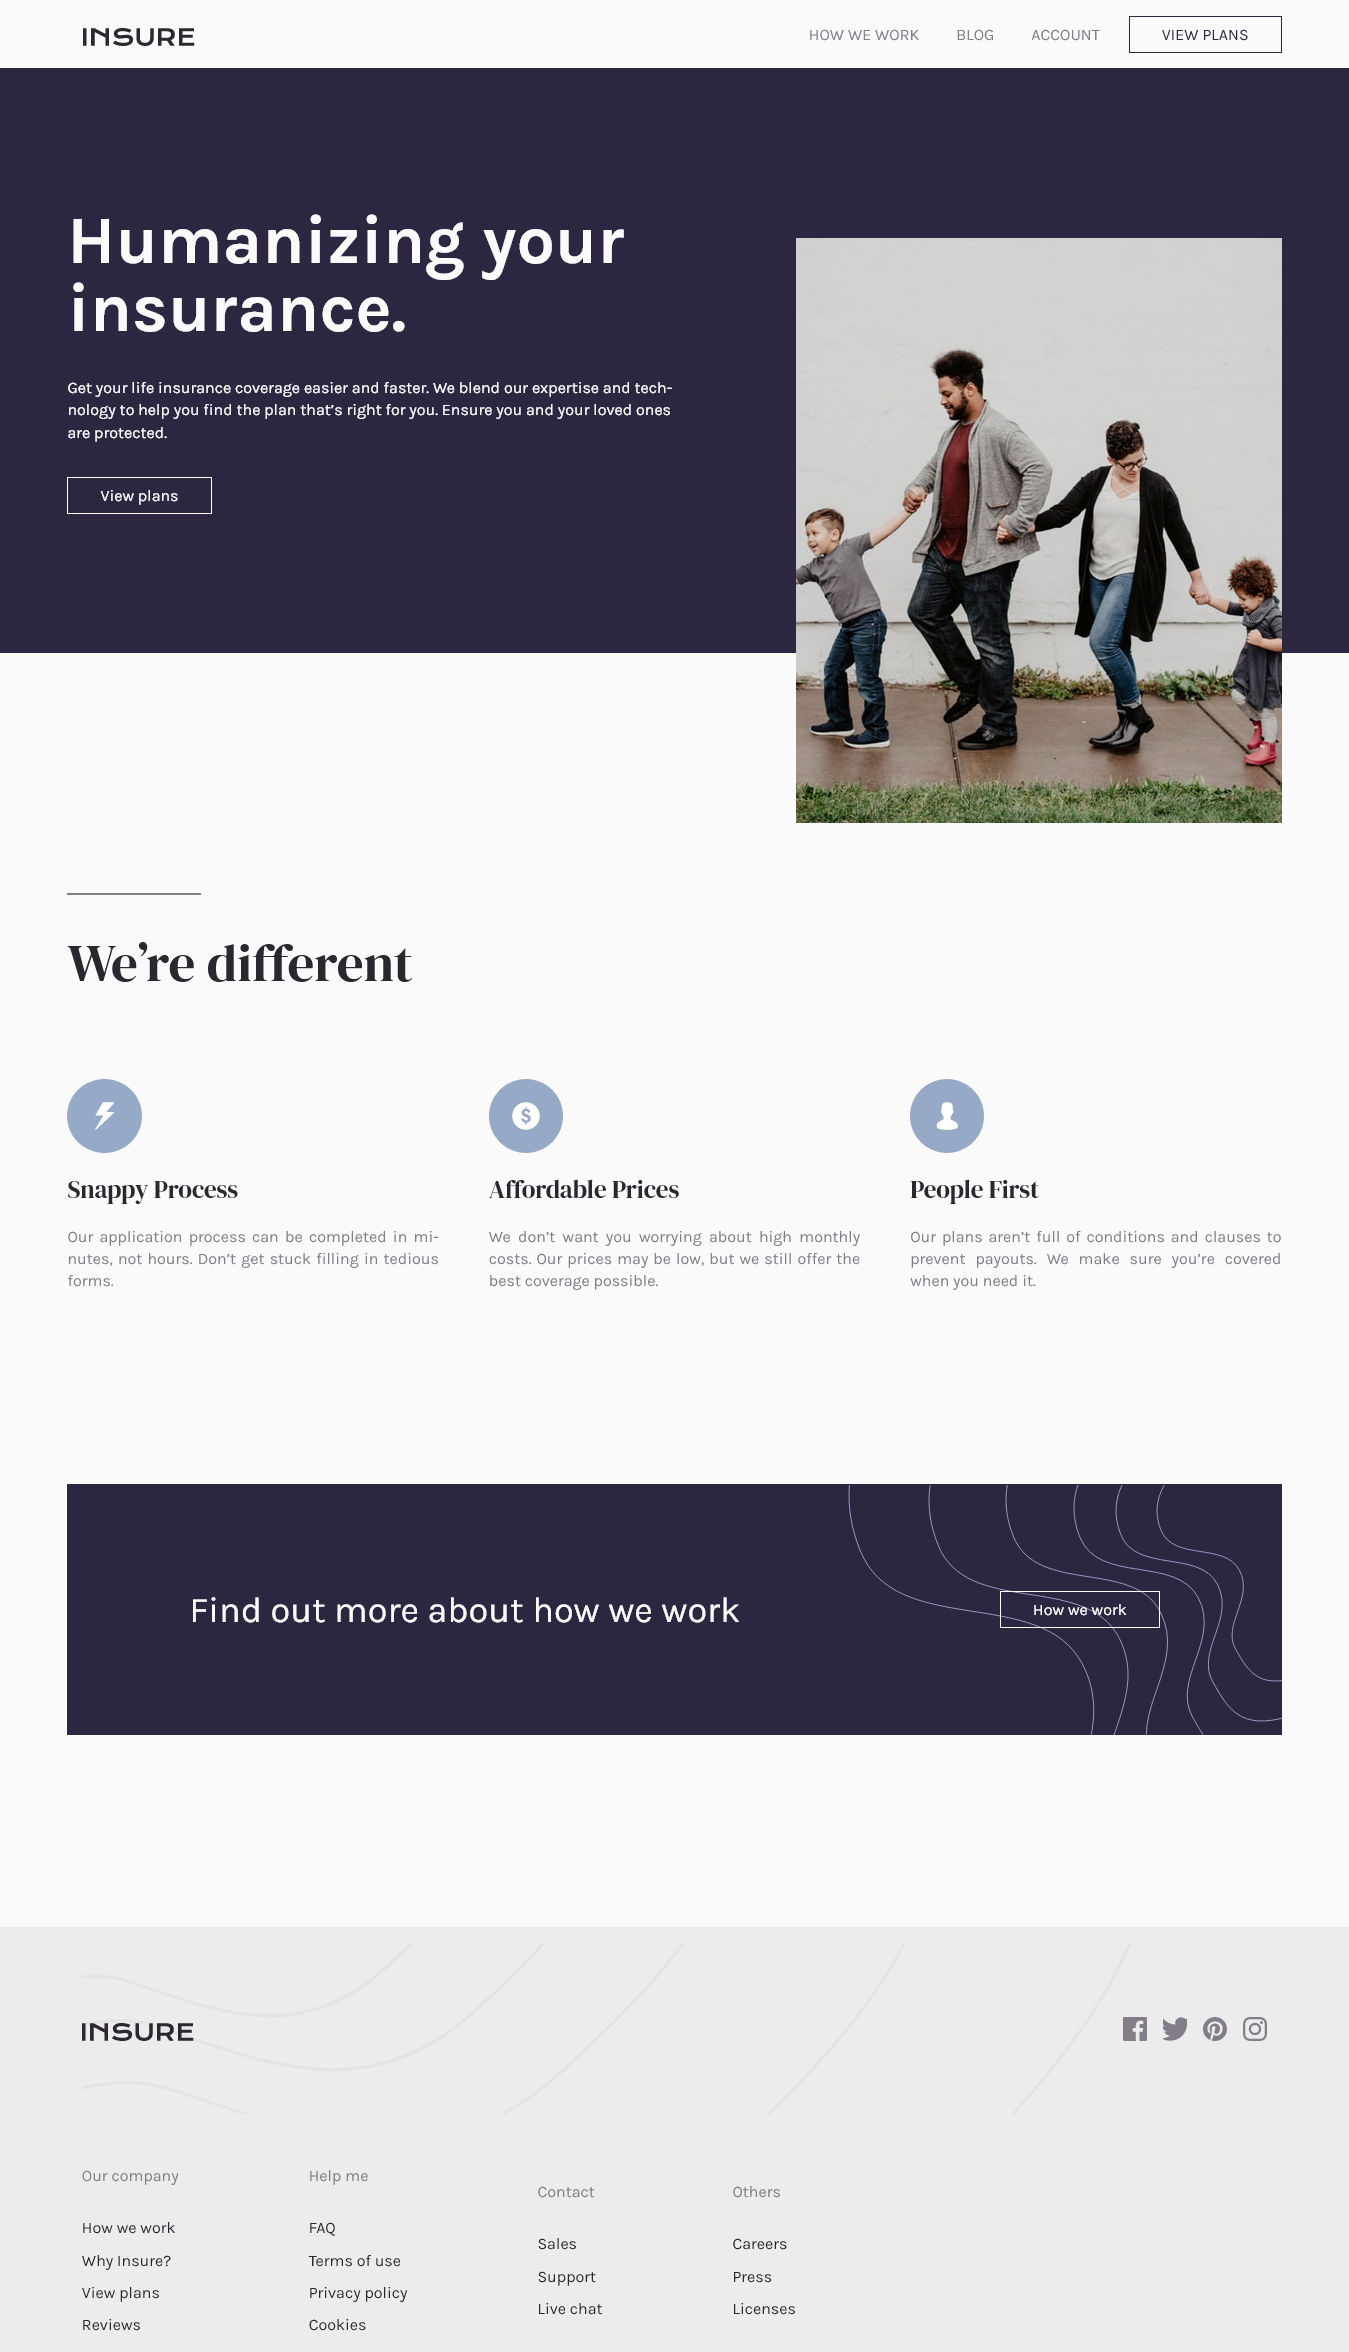 INSURE
HOW WE WORK BLOG ACCOUNT VIEW PLANS
Humanizing your
insurance.
Get your life insurance coverage easier and faster. We blend our expertise and tech-
nology to help you find the plan that’s right for you. Ensure you and your loved ones
are protected.
View plans
We’re different
Snappy Process
Our application process can be completed in mi-
nutes, not hours. Don’t get stuck filling in tedious
forms.
Affordable Prices
We don’t want you worrying about high monthly
costs. Our prices may be low, but we still offer the
best coverage possible.
People First
Our plans aren’t full of conditions and clauses to
prevent payouts. We make sure you’re covered
when you need it.
Find out more about how we work
How we work
INSURE
Our company
How we work
Why Insure?
View plans
Reviews
Help me
FAQ
Terms of use
Privacy policy
Cookies
Contact
Sales
Support
Live chat
Others
Careers
Press
Licenses